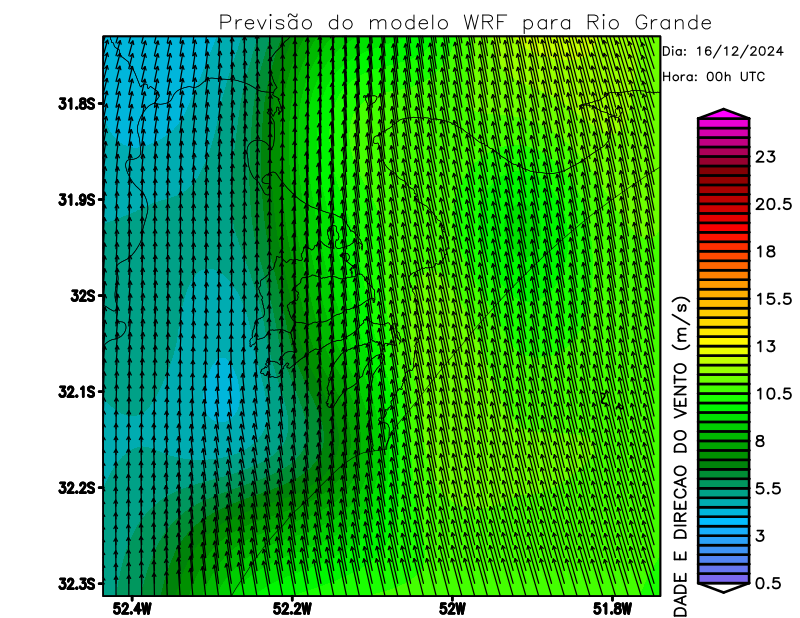 Previsão do modelo WRF para Rio Grande
Dia: 16/12/2024
Hora: 00h UTC
31.8S
31.9S
32S
32.1S
32.2S
32.3S
52.4W
52.2W
52W
51.8W
23
20.5
18
15.5
13
10.5
8
5.5
3
0.5
DADE E DIRECAO DO VENTO (m/s)